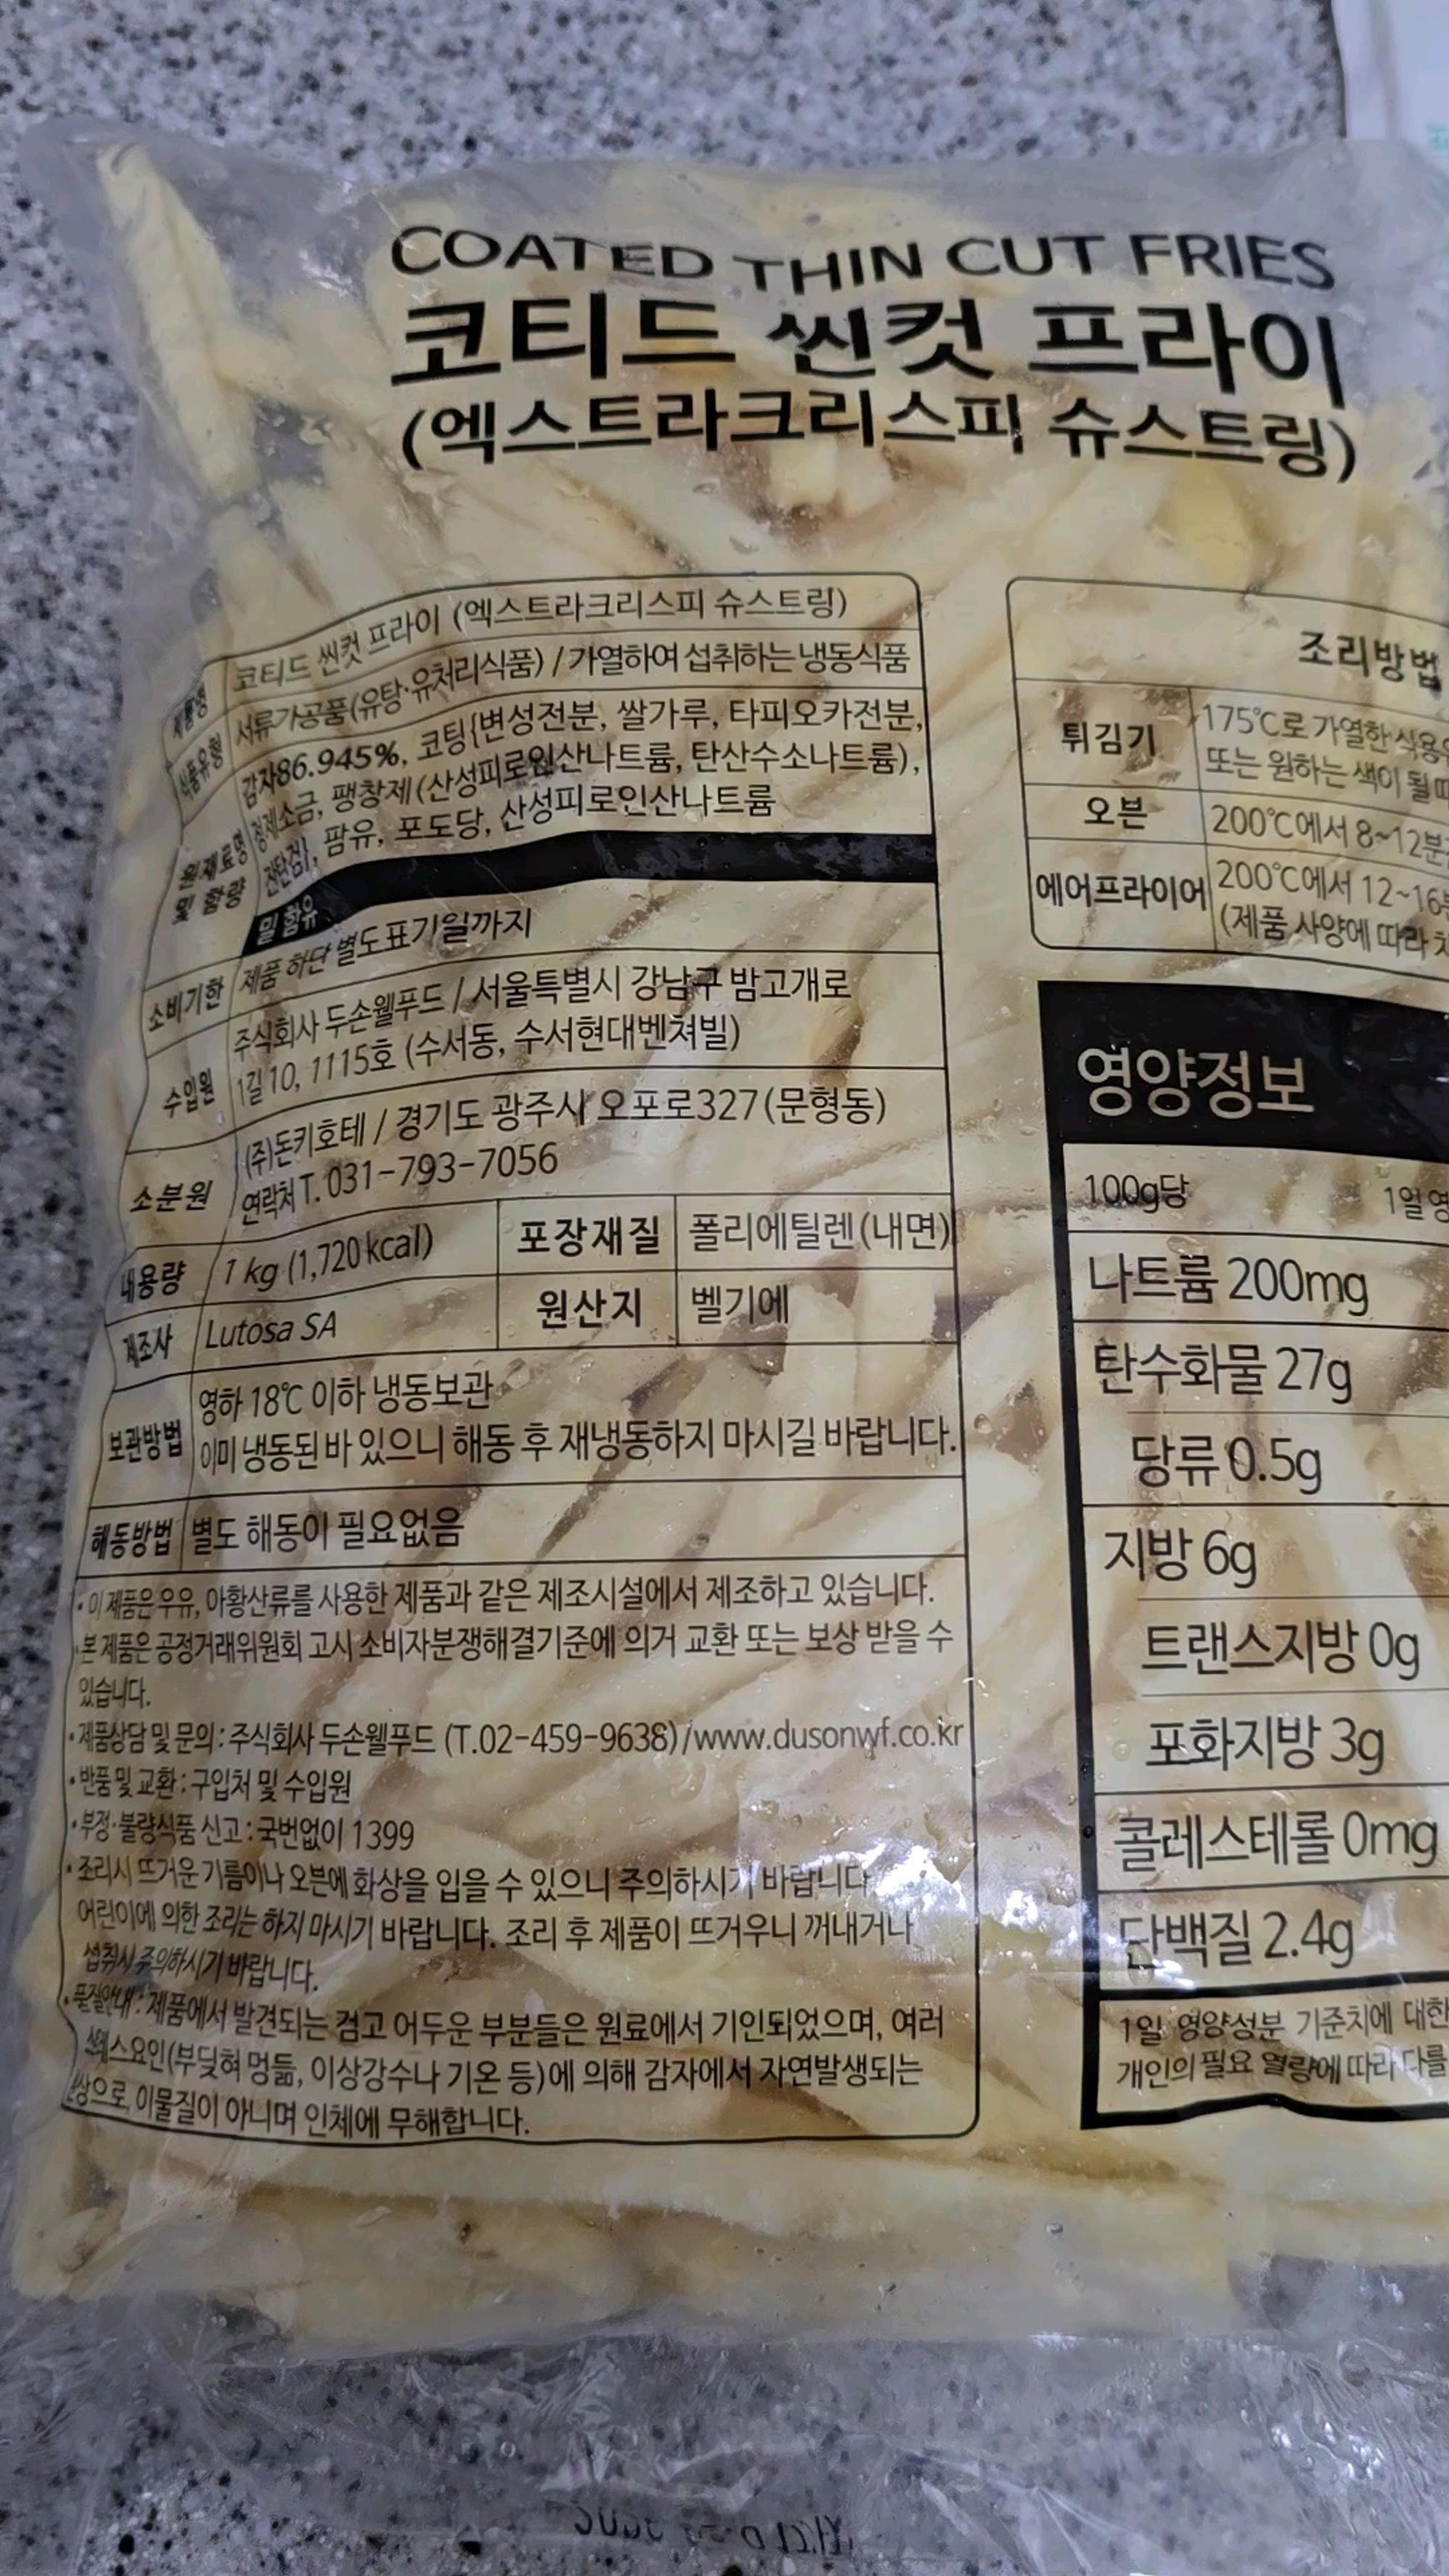 COATED THIN CUT FRIES
코티드 씬컷 프라이
(엑스트라크리스피 슈스트링)
제품명 코티드 씬컷 프라이 (엑스트라크리스피 슈스트링)
식품유형 서류가공품(유탕·유처리식품) / 가열하여 섭취하는 냉동식품
원재료명 및 함량
감자86.945%, 코팅{변성전분, 쌀가루, 타피오카전분,
정제소금, 팽창제(산성피로인산나트륨, 탄산수소나트륨),
잔탄검}, 팜유, 포도당, 산성피로인산나트륨
밀 함유
소비기한 제품 하단 별도표기일까지
수입원
주식회사 두손웰푸드 / 서울특별시 강남구 밤고개로
1길 10, 1115호 (수서동, 수서현대벤쳐빌)
소분원
(주)돈키호테 / 경기도 광주시 오포로327(문형동)
연락처 T. 031-793-7056
내용량 1 kg (1,720 kcal) 포장재질 폴리에틸렌(내면)
제조사 Lutosa SA 원산지 벨기에
보관방법
영하 18℃ 이하 냉동보관
이미 냉동된 바 있으니 해동 후 재냉동하지 마시길 바랍니다.
해동방법 별도 해동이 필요없음
• 이 제품은 우유, 아황산류를 사용한 제품과 같은 제조시설에서 제조하고 있습니다.
• 본 제품은 공정거래위원회 고시 소비자분쟁해결기준에 의거 교환 또는 보상 받을 수
있습니다.
• 제품상담 및 문의 : 주식회사 두손웰푸드 (T.02-459-9638)/www.dusonwf.co.kr
• 반품 및 교환 : 구입처 및 수입원
• 부정·불량식품 신고 : 국번없이 1399
• 조리시 뜨거운 기름이나 오븐에 화상을 입을 수 있으니 주의하시기 바랍니다
어린이에 의한 조리는 하지 마시기 바랍니다. 조리 후 제품이 뜨거우니 꺼내거나
섭취시 주의하시기 바랍니다.
• 품질안내 : 제품에서 발견되는 검고 어두운 부분들은 원료에서 기인되었으며, 여러
요인(부딪혀 멍듦, 이상강수나 기온 등)에 의해 감자에서 자연발생되는
이물질이 아니며 인체에 무해합니다.
조리방법
튀김기
175℃로 가열한 식용
또는 원하는 색이 될
오븐 200℃에서 8~12분
에어프라이어
200℃에서 12~16
(제품 사양에 따라
영양정보
100g당 1일
나트륨 200mg
탄수화물 27g
당류 0.5g
지방 6g
트랜스지방 0g
포화지방 3g
콜레스테롤 0mg
단백질 2.4g
1일 영양성분 기준치에 대한
개인의 필요 열량에 따라 다를